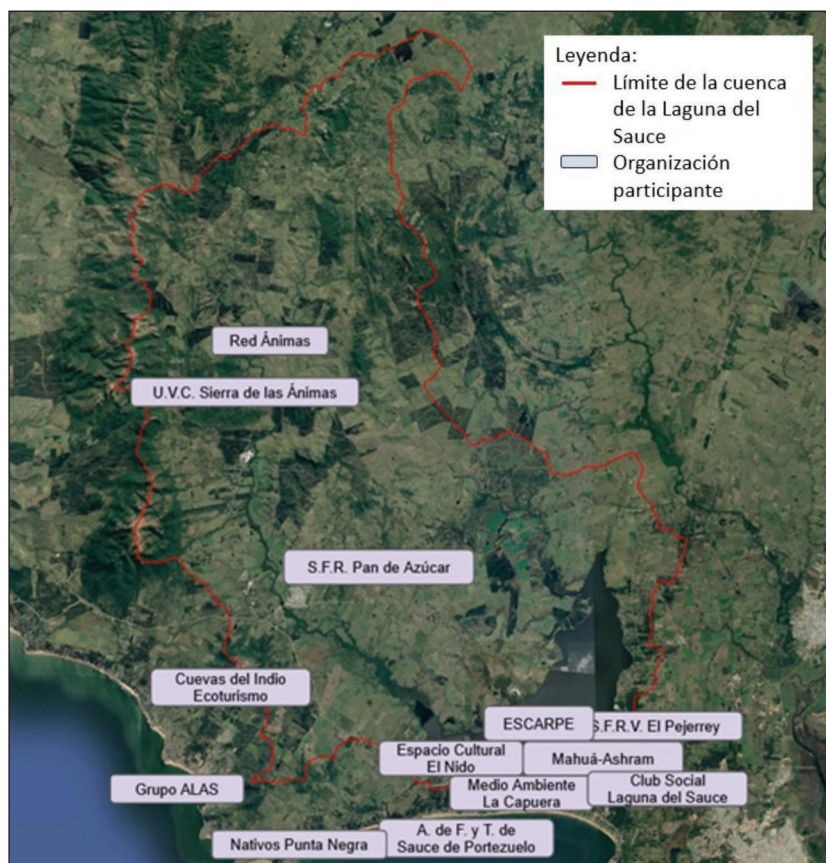 Leyenda:
Límite de la cuenca
de la Laguna del
Sauce
Organización
participante
Red Ánimas
U.V.C. Sierra de las Ánimas
S.F.R. Pan de Azúcar
Cuevas del Indio
Ecoturismo
ESCARPE
S.F.R.V. El Pejerrey
Espacio Cultural
El Nido
Mahuá-Ashram
Grupo ALAS
Medio Ambiente
La Capuera
Club Social
Laguna del Sauce
Nativos Punta Negra
A. de F. y T. de
Sauce de Portezuelo